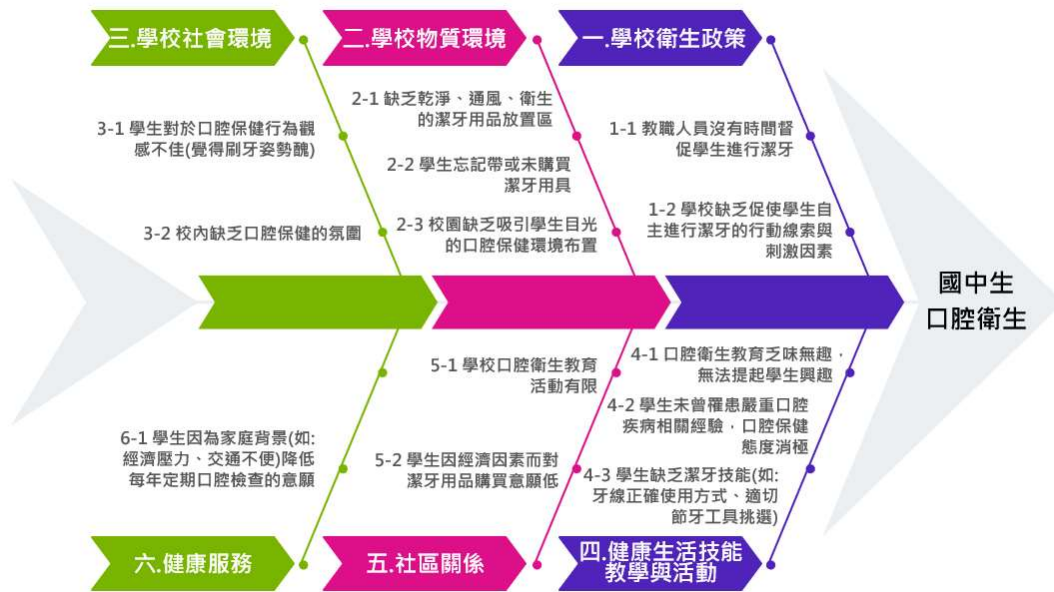 三.學校社會環境
二.學校物質環境
一.學校衛生政策
3-1 學生對於口腔保健行為觀
感不佳(覺得刷牙姿勢醜)
3-2 校內缺乏口腔保健的氛圍
2-1 缺乏乾淨、通風、衛生
的潔牙用品放置區
2-2 學生忘記帶或未購買
潔牙用具
2-3 校園缺乏吸引學生目光
的口腔保健環境布置
1-1 教職人員沒有時間督
促學生進行潔牙
1-2 學校缺乏促使學生自
主進行潔牙的行動線索與
刺激因素
國中生
口腔衛生
6-1 學生因為家庭背景(如:
經濟壓力、交通不便)降低
每年定期口腔檢查的意願
5-1 學校口腔衛生教育
活動有限
5-2 學生因經濟因素而對
潔牙用品購買意願低
4-1 口腔衛生教育乏味無趣，
無法提起學生興趣
4-2 學生未曾罹患嚴重口腔
疾病相關經驗，口腔保健
態度消極
4-3 學生缺乏潔牙技能(如:
牙線正確使用方式、適切
節牙工具挑選)
六.健康服務
五.社區關係
四.健康生活技能
教學與活動